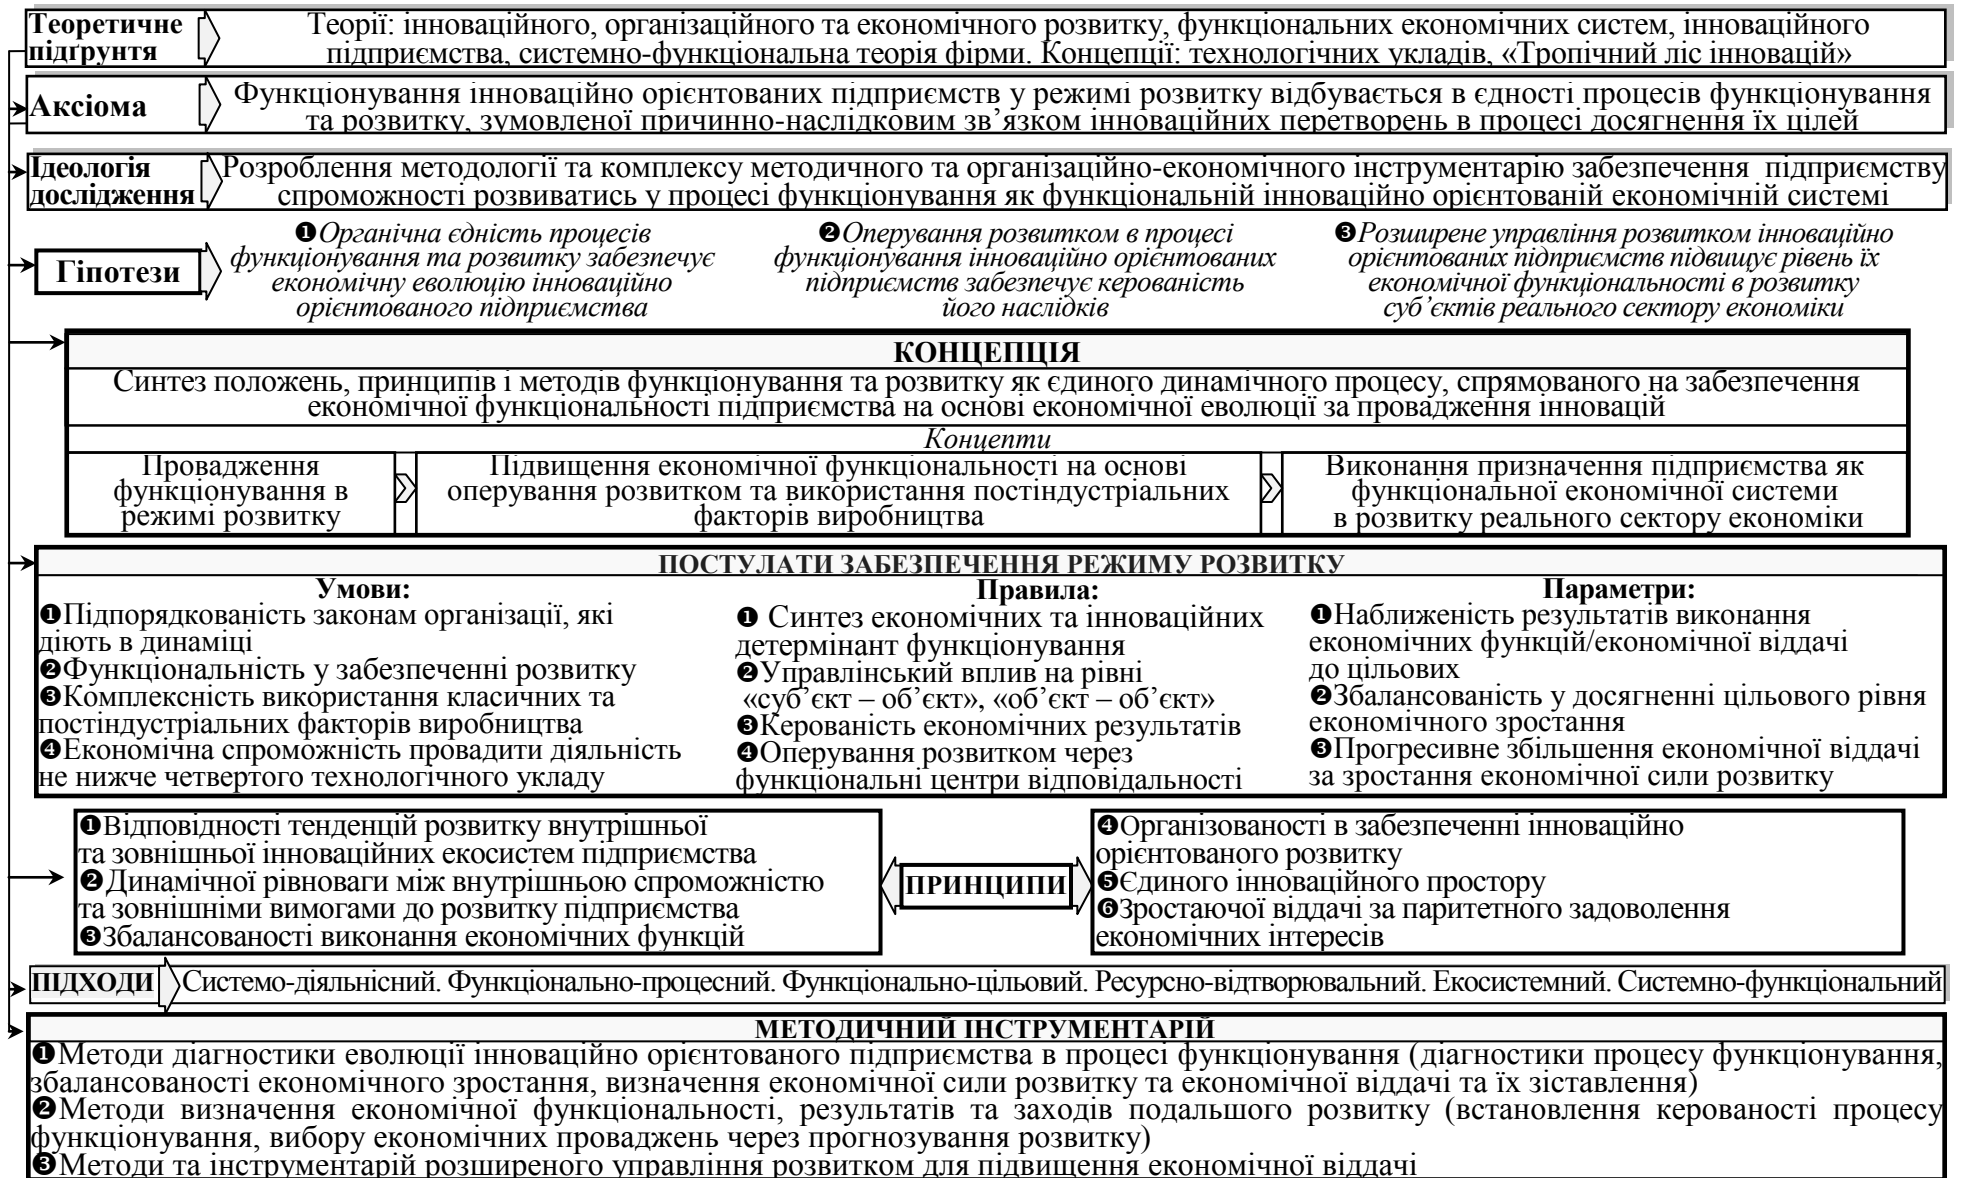 Теоретичне
підґрунтя
Теорії: інноваційного, організаційного та економічного розвитку, функціональних економічних систем, інноваційного
підприємства, системно-функціональна теорія фірми. Концепції: технологічних укладів, «Тропічний ліс інновацій»
Аксіома
Функціонування інноваційно орієнтованих підприємств у режимі розвитку відбувається в єдності процесів функціонування
та розвитку, зумовленої причинно-наслідковим зв’язком інноваційних перетворень в процесі досягнення їх цілей
Ідеологія
дослідження
Розроблення методології та комплексу методичного та організаційно-економічного інструментарію забезпечення підприємству
спроможності розвиватись у процесі функціонування як функціональній інноваційно орієнтованій економічній системі
Гіпотези
❶Органічна єдність процесів
функціонування та розвитку забезпечує
економічну еволюцію інноваційно
орієнтованого підприємства
❷Оперування розвитком в процесі
функціонування інноваційно орієнтованих
підприємств забезпечує керованість
його наслідків
❸Розширене управління розвитком інноваційно
орієнтованих підприємств підвищує рівень їх
економічної функціональності в розвитку
суб’єктів реального сектору економіки
КОНЦЕПЦІЯ
Синтез положень, принципів і методів функціонування та розвитку як єдиного динамічного процесу, спрямованого на забезпечення
економічної функціональності підприємства на основі економічної еволюції за провадження інновацій
Концепти
Провадження
функціонування в
режимі розвитку
Підвищення економічної функціональності на основі
оперування розвитком та використання постіндустріальних
факторів виробництва
Виконання призначення підприємства як
функціональної економічної системи
в розвитку реального сектору економіки
ПОСТУЛАТИ ЗАБЕЗПЕЧЕННЯ РЕЖИМУ РОЗВИТКУ
Умови:
❶Підпорядкованість законам організації, які
діють в динаміці
❷Функціональність у забезпеченні розвитку
❸Комплексність використання класичних та
постіндустріальних факторів виробництва
❹Економічна спроможність провадити діяльність
не нижче четвертого технологічного укладу
Правила:
❶ Синтез економічних та інноваційних
детермінант функціонування
❷Управлінський вплив на рівні
«суб’єкт – об’єкт», «об’єкт – об’єкт»
❸Керованість економічних результатів
❹Оперування розвитком через
функціональні центри відповідальності
Параметри:
❶Наближеність результатів виконання
економічних функцій/економічної віддачі
до цільових
❷Збалансованість у досягненні цільового рівня
економічного зростання
❸Прогресивне збільшення економічної віддачі
за зростання економічної сили розвитку
❶Відповідності тенденцій розвитку внутрішньої
та зовнішньої інноваційних екосистем підприємства
❷Динамічної рівноваги між внутрішньою спроможністю
та зовнішніми вимогами до розвитку підприємства
❸Збалансованості виконання економічних функцій
ПРИНЦИПИ
❹Організованості в забезпеченні інноваційно
орієнтованого розвитку
❺Єдиного інноваційного простору
❻Зростаючої віддачі за паритетного задоволення
економічних інтересів
ПІДХОДИ
Системо-діяльнісний. Функціонально-процесний. Функціонально-цільовий. Ресурсно-відтворювальний. Екосистемний. Системно-функціональний
МЕТОДИЧНИЙ ІНСТРУМЕНТАРІЙ
❶Методи діагностики еволюції інноваційно орієнтованого підприємства в процесі функціонування (діагностики процесу функціонування,
збалансованості економічного зростання, визначення економічної сили розвитку та економічної віддачі та їх зіставлення)
❷Методи визначення економічної функціональності, результатів та заходів подальшого розвитку (встановлення керованості процесу
функціонування, вибору економічних проваджень через прогнозування розвитку)
❸Методи та інструментарій розширеного управління розвитком для підвищення економічної віддачі